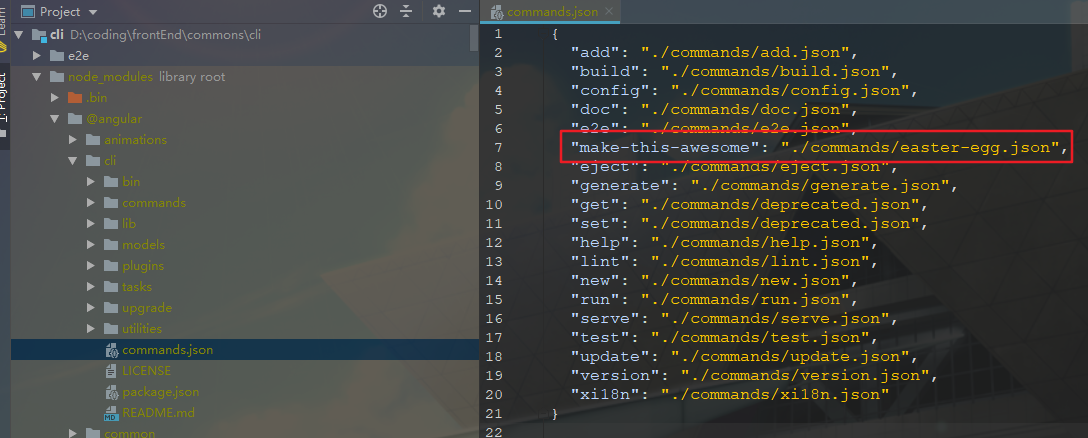 Learn
1: Project
Project
cli D:\coding\frontEnd\commons\cli
e2e
node_modules library root
.bin
@angular
animations
cli
bin
commands
lib
models
plugins
tasks
upgrade
utilities
commands.json
LICENSE
package.json
README.md
common
commands.json
1 {
2 "add": "./commands/add.json",
3 "build": "./commands/build.json",
4 "config": "./commands/config.json",
5 "doc": "./commands/doc.json",
6 "e2e": "./commands/e2e.json",
7 "make-this-awesome": "./commands/easter-egg.json",
8 "eject": "./commands/eject.json",
9 "generate": "./commands/generate.json",
10 "get": "./commands/deprecated.json",
11 "set": "./commands/deprecated.json",
12 "help": "./commands/help.json",
13 "lint": "./commands/lint.json",
14 "new": "./commands/new.json",
15 "run": "./commands/run.json",
16 "serve": "./commands/serve.json",
17 "test": "./commands/test.json",
18 "update": "./commands/update.json",
19 "version": "./commands/version.json",
20 "xi18n": "./commands/xi18n.json"
21 }
22